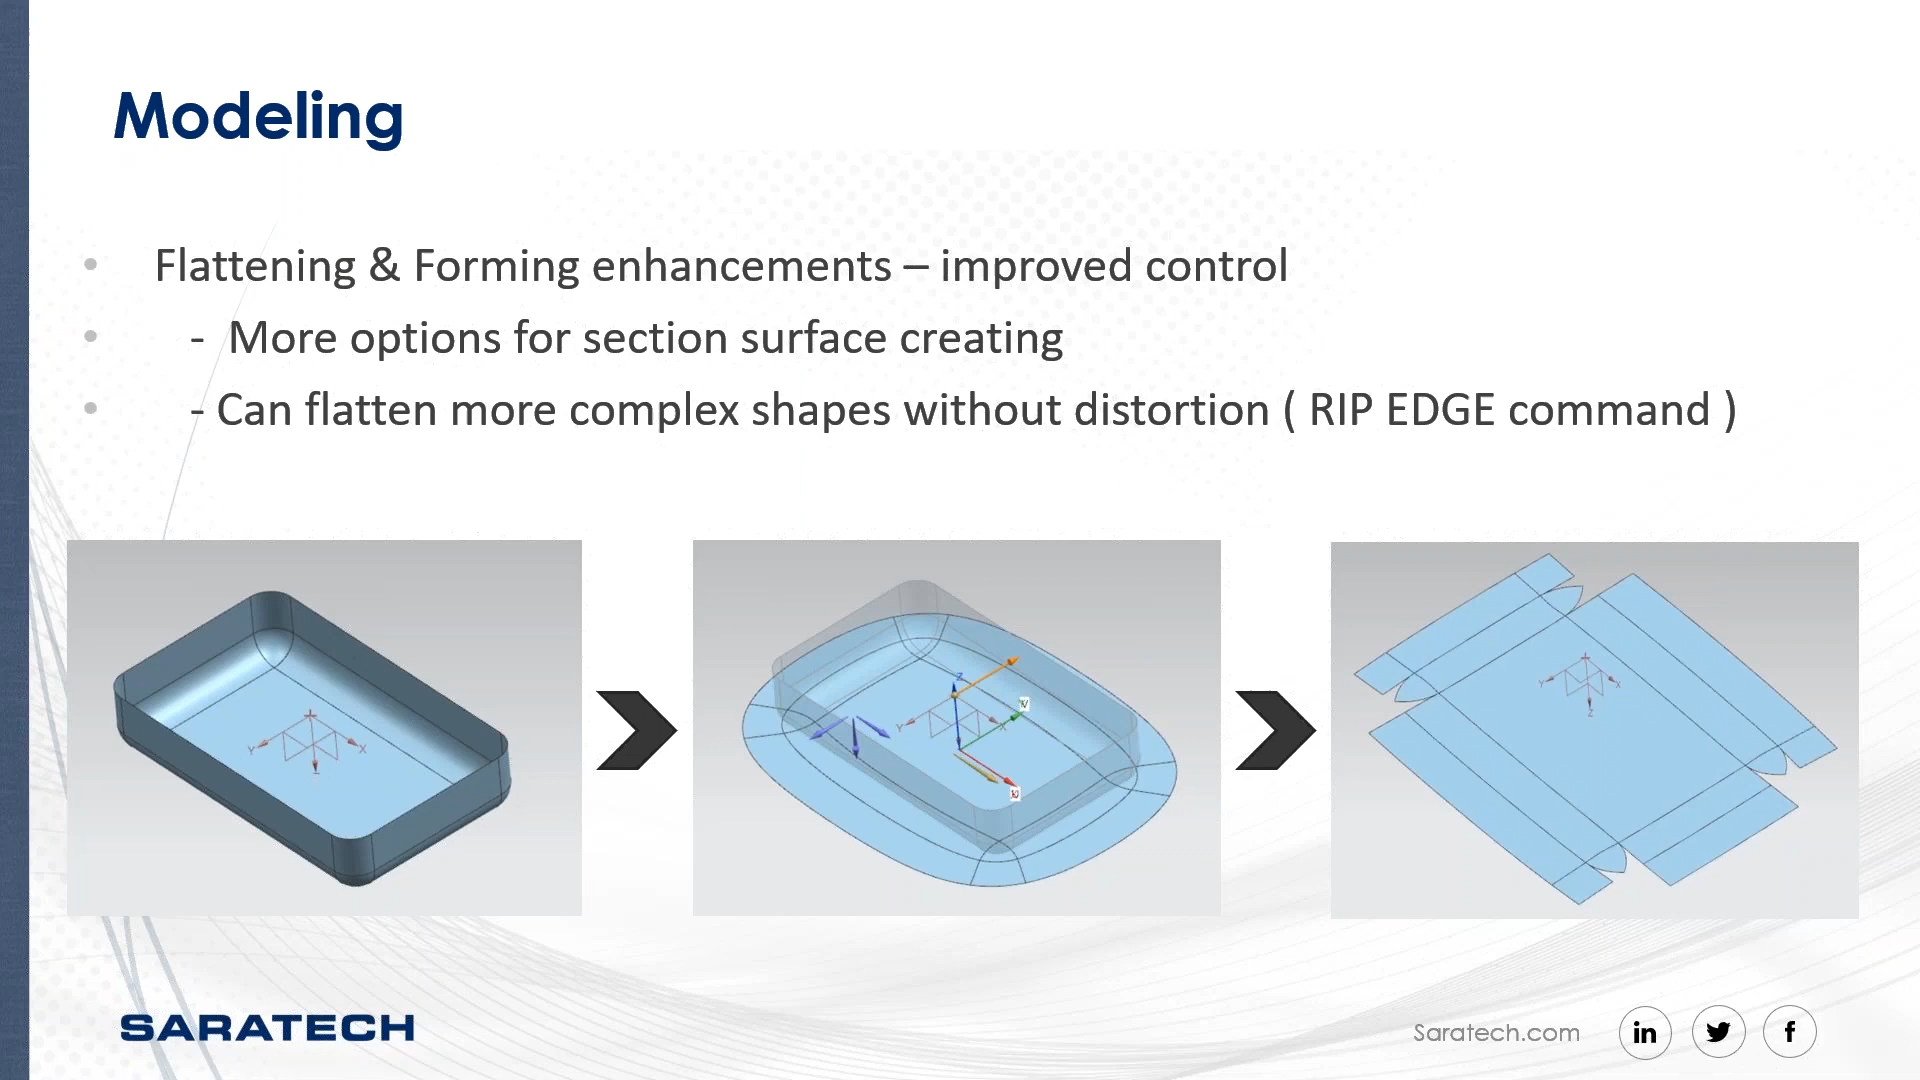 Modeling
• Flattening & Forming enhancements – improved control
• - More options for section surface creating
• - Can flatten more complex shapes without distortion ( RIP EDGE command )
Y X
Z Y X V
Y X Z
SARATECH
Saratech.com in f